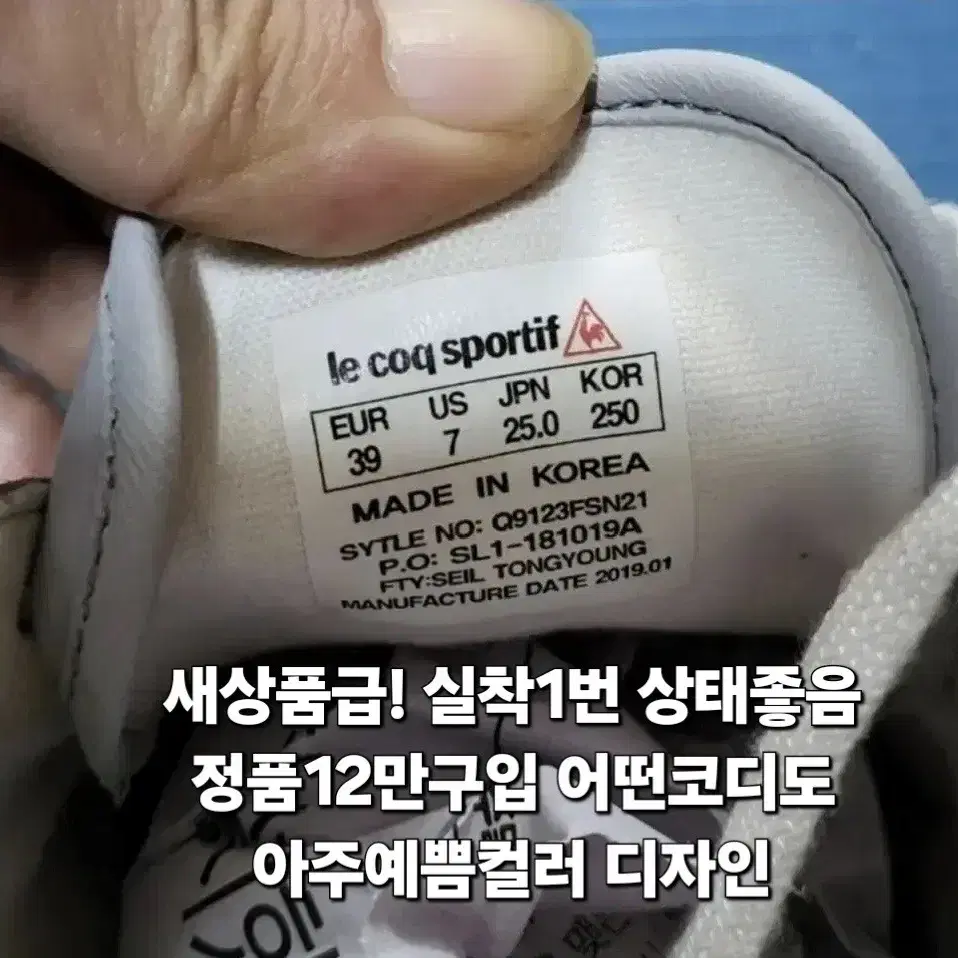 le coq sportif
EUR US JPN KOR
39 7 25.0 250
MADE IN KOREA
SYTLE NO: Q9123FSN21
P.O: SL1-181019A
FTY:SEIL TONGYOUNG
MANUFACTURE DATE 2019.01
새상품급! 실착1번 상태좋음
정품12만구입 어떤코디도
아주예쁨컬러 디자인